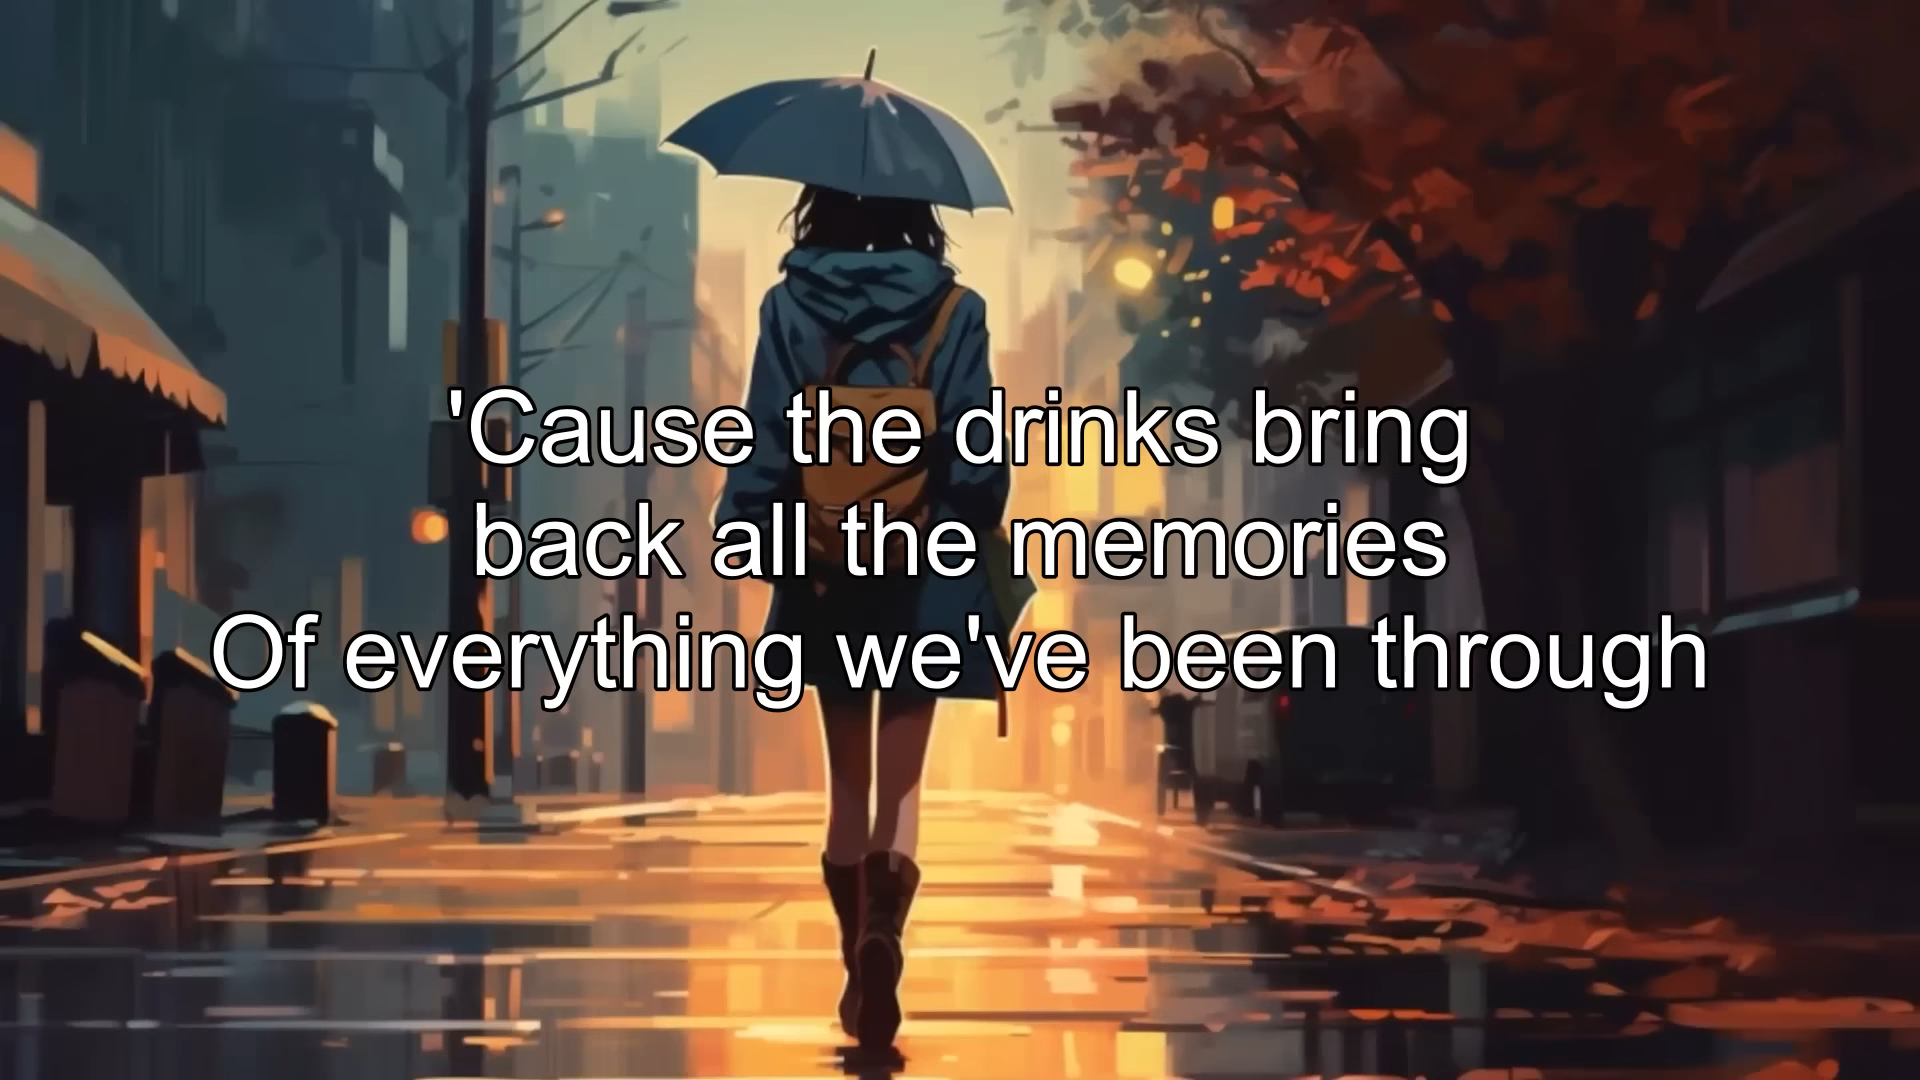 'Cause the drinks bring
back all the memories
Of everything we've been through